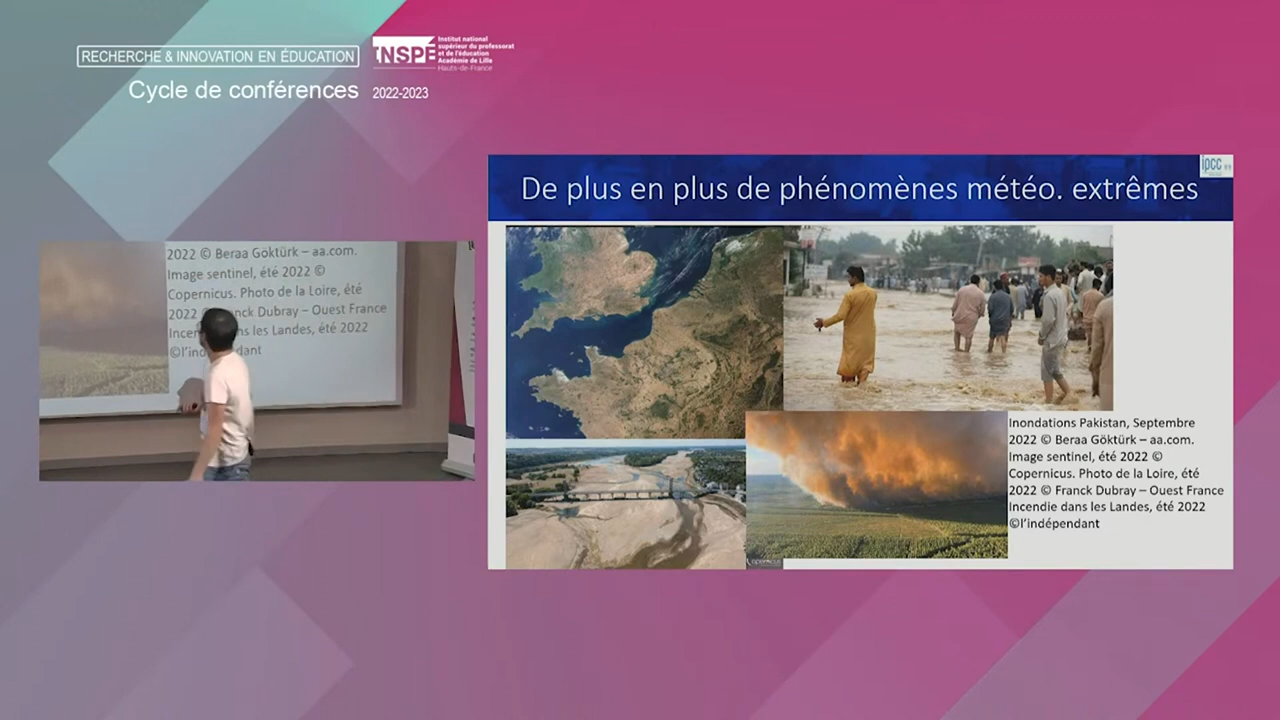 RECHERCHE & INNOVATION EN ÉDUCATION
INSPÉ
Institut national
supérieur du professorat
et de l'éducation
Académie de Lille
Hauts-de-France
Cycle de conférences 2022-2023
ipcc
De plus en plus de phénomènes météo. extrêmes
2022 © Beraa Göktürk – aa.com.
Image sentinel, été 2022 ©
Copernicus. Photo de la Loire, été
2022 Dubray – Ouest France
ns les Landes, été 2022
Inondations Pakistan, Septembre
2022 © Beraa Göktürk – aa.com.
Image sentinel, été 2022 ©
Copernicus. Photo de la Loire, été
2022 © Franck Dubray – Ouest France
Incendie dans les Landes, été 2022
©l'indépendant